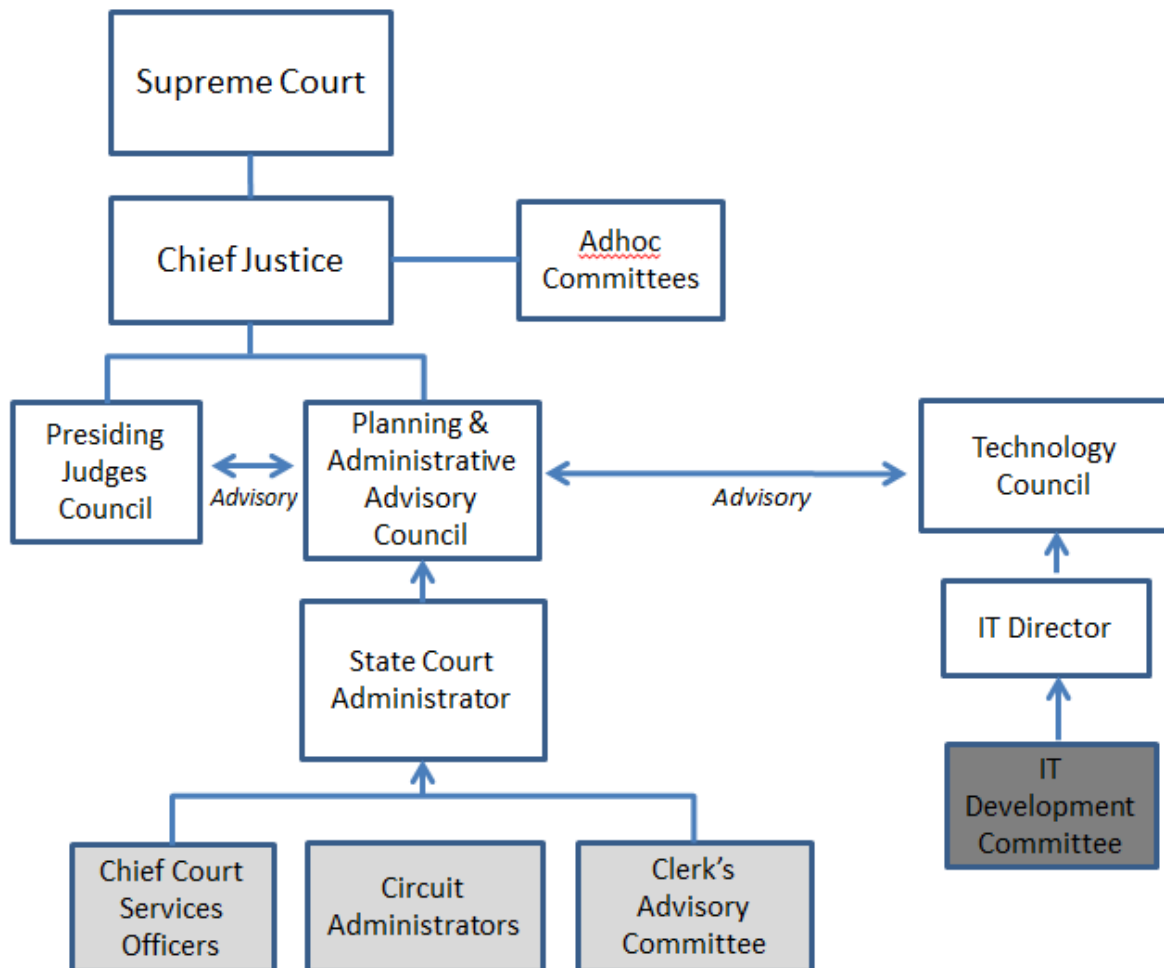 Supreme Court
Chief Justice
Adhoc
Committees
Presiding
Judges
Council
Advisory
Planning &
Administrative
Advisory
Council
Advisory
Technology
Council
IT Director
State Court
Administrator
IT
Development
Committee
Chief Court
Services
Officers
Circuit
Administrators
Clerk’s
Advisory
Committee